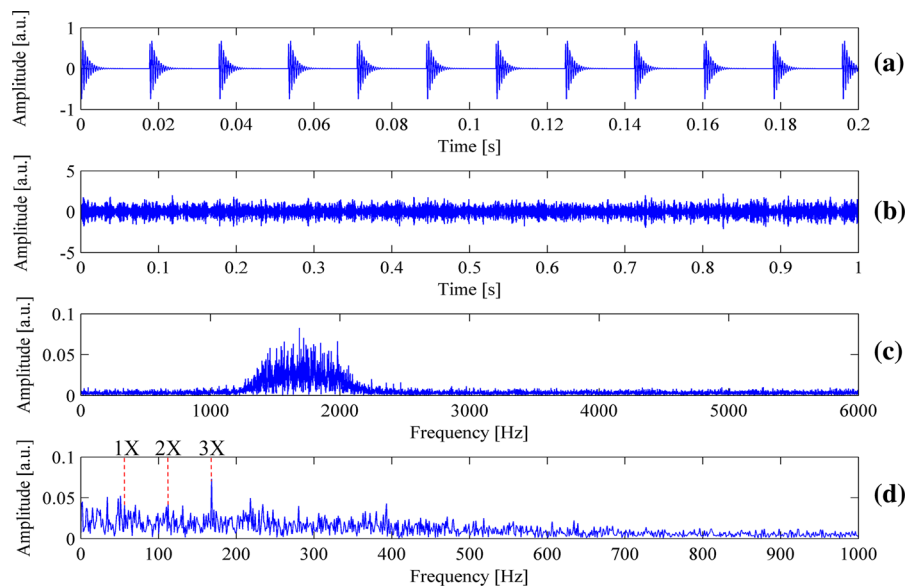 Amplitude [a.u.]
1
0
-1
0 0.02 0.04 0.06 0.08 0.1 0.12 0.14 0.16 0.18 0.2
Time [s]
(a)
Amplitude [a.u.]
5
0
-5
0 0.1 0.2 0.3 0.4 0.5 0.6 0.7 0.8 0.9 1
Time [s]
(b)
Amplitude [a.u.]
0.1
0.05
0
0 1000 2000 3000 4000 5000 6000
Frequency [Hz]
(c)
1X 2X 3X
Amplitude [a.u.]
0.1
0.05
0
0 100 200 300 400 500 600 700 800 900 1000
Frequency [Hz]
(d)